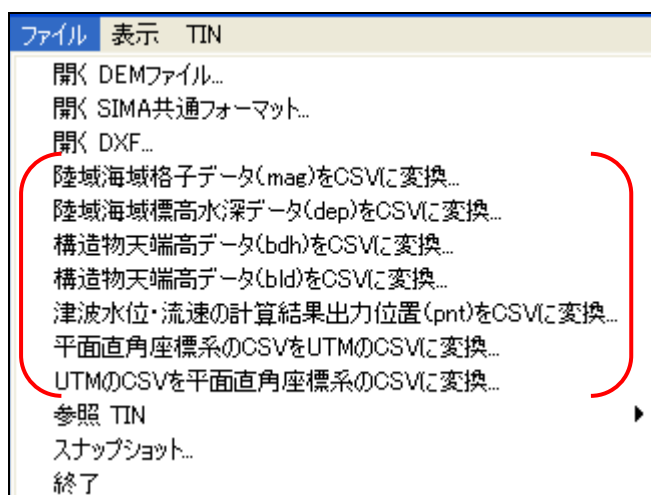 ファイル 表示 TIN
開く DEMファイル...
開く SIMA共通フォーマット...
開く DXF...
陸域海域格子データ(mag)をCSVに変換...
陸域海域標高水深データ(dep)をCSVに変換...
構造物天端高データ(bdh)をCSVに変換...
構造物天端高データ(bld)をCSVに変換...
津波水位・流速の計算結果出力位置(pnt)をCSVに変換...
平面直角座標系のCSVをUTMのCSVに変換...
UTMのCSVを平面直角座標系のCSVに変換...
参照 TIN
スナップショット...
終了